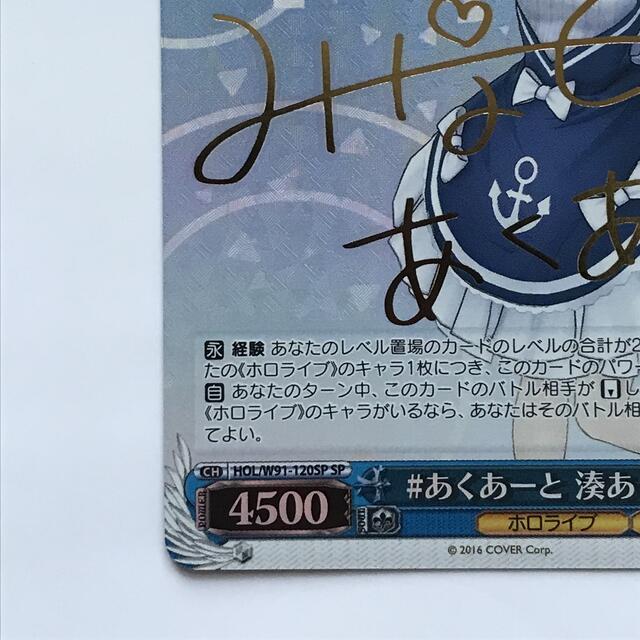 みなと
あくあ
永 経験 あなたのレベル置場のカードのレベルの合計が2
たの《ホロライブ》のキャラ1枚につき、このカードのパワー
自 あなたのターン中、このカードのバトル相手が し
《ホロライブ》のキャラがいるなら、あなたはそのバトル相
てよい。
CH HOL/W91-120SP SP
POWER 4500 SOUL #あくあーと 湊あ
ホロライブ
© 2016 COVER Corp.